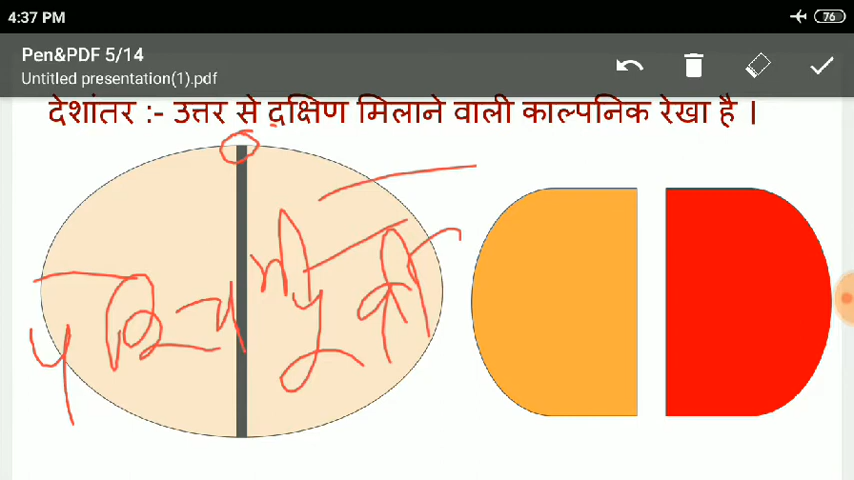 4:37 PM
76
Pen&PDF 5/14
Untitled presentation(1).pdf
देशांतर :- उत्तर से दक्षिण मिलाने वाली काल्पनिक रेखा है ।